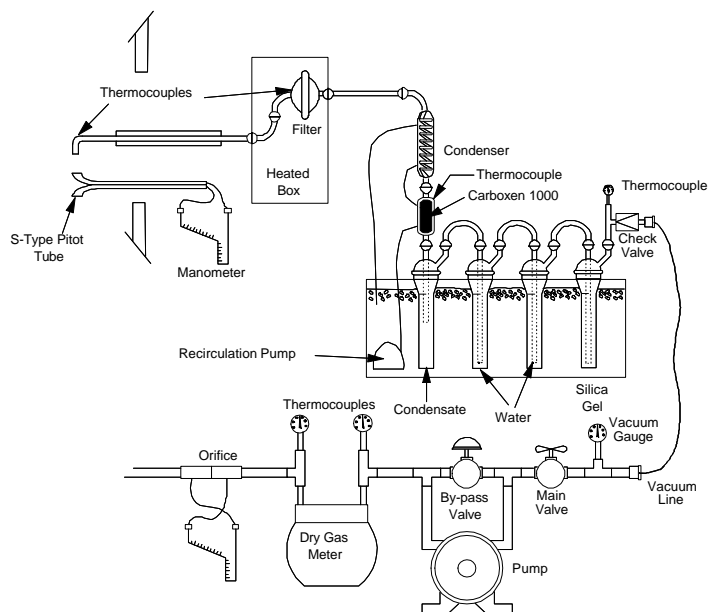 Thermocouples
Filter
Heated
Box
Condenser
Thermocouple
Carboxen 1000
Thermocouple
Check
Valve
S-Type Pitot
Tube
Manometer
Recirculation Pump
Condensate
Water
Silica
Gel
Thermocouples
Orifice
Vacuum
Gauge
By-pass
Valve
Main
Valve
Vacuum
Line
Dry Gas
Meter
Pump